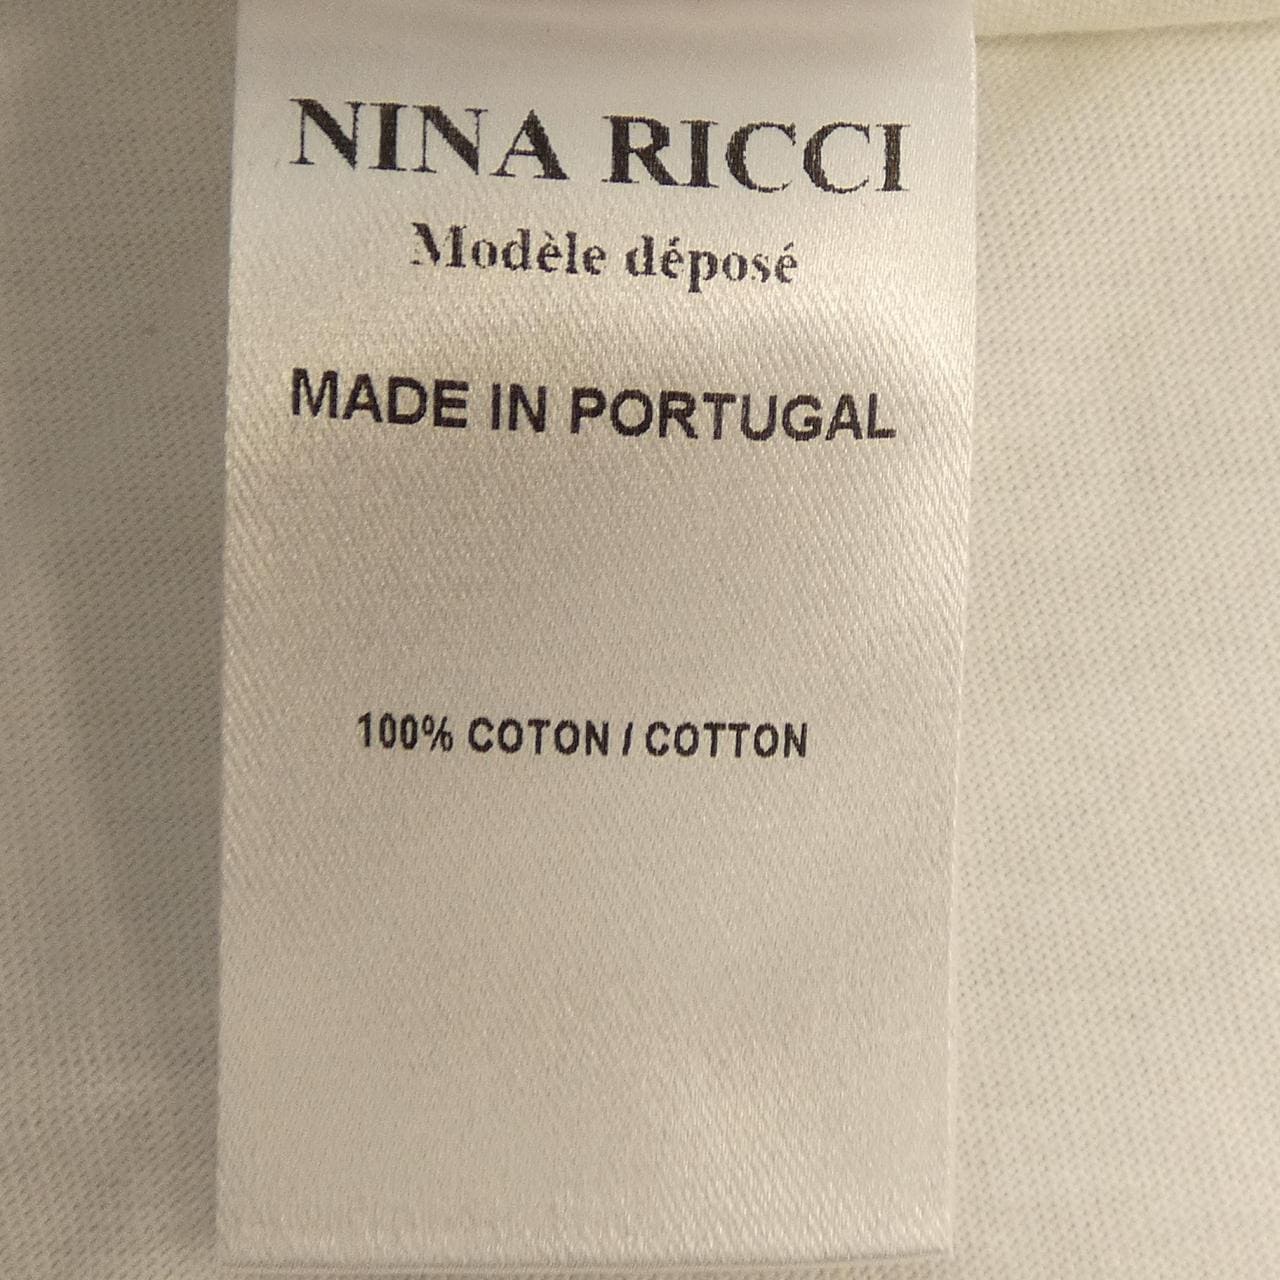 NINA RICCI
Modèle déposé
MADE IN PORTUGAL
100% COTON / COTTON